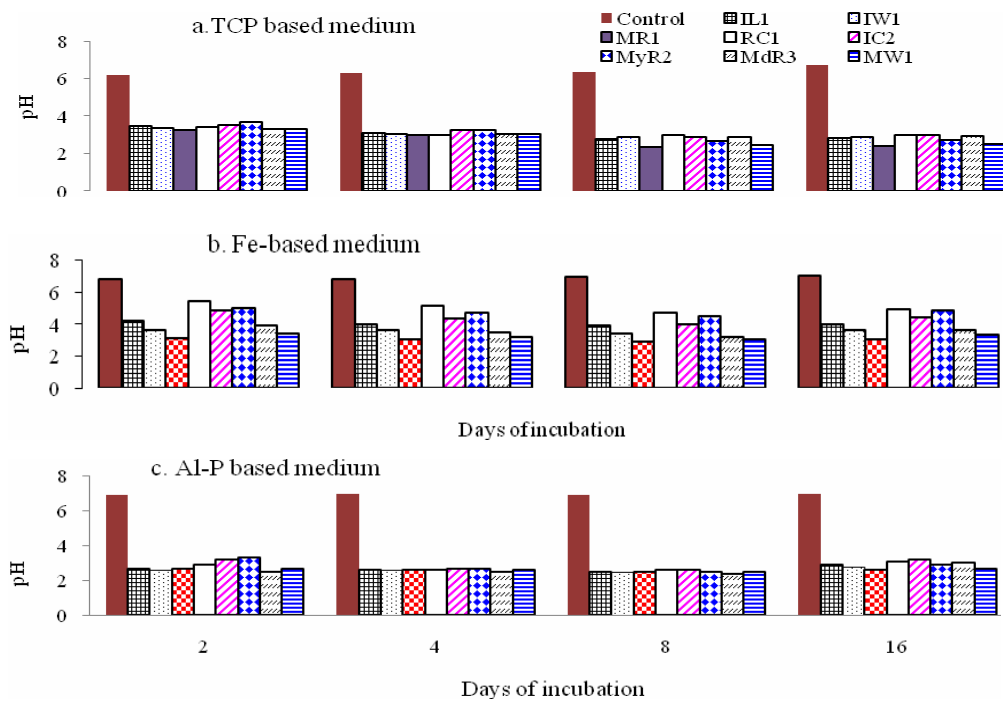 a.TCP based medium
Control IL1 IW1
MR1 RC1 IC2
MyR2 MdR3 MW1
8
6
4
2
0
pH
b. Fe-based medium
8
6
4
2
0
pH
Days of incubation
c. Al-P based medium
8
6
4
2
0
pH
2 4 8 16
Days of incubation